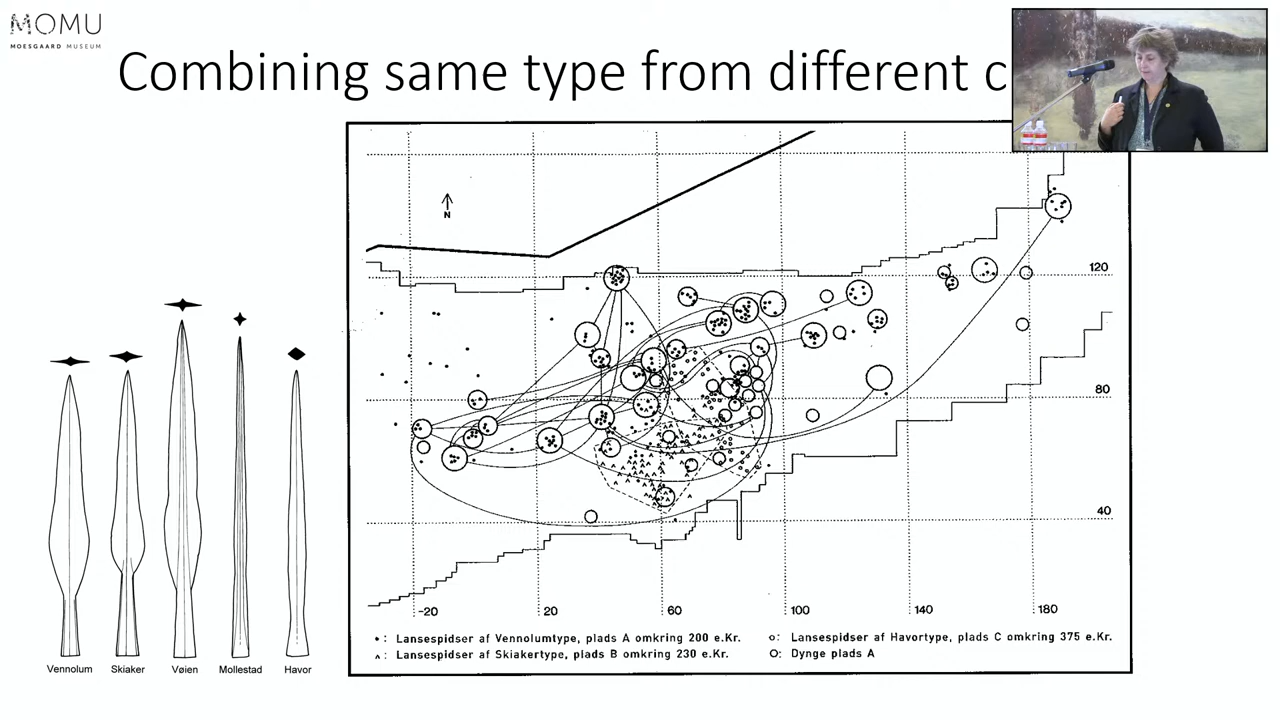 MOMU
MOESGAARD MUSEUM
Combining same type from different c
N
120
80
40
-20
20
60
100
140
180
•: Lansespidser af Vennolumtype, plads A omkring 200 e.Kr.
^: Lansespidser af Skiakertype, plads B omkring 230 e.Kr.
o: Lansespidser af Havortype, plads C omkring 375 e.Kr.
O: Dynge plads A
Vennolum
Skiaker
Vøien
Mollestad
Havor